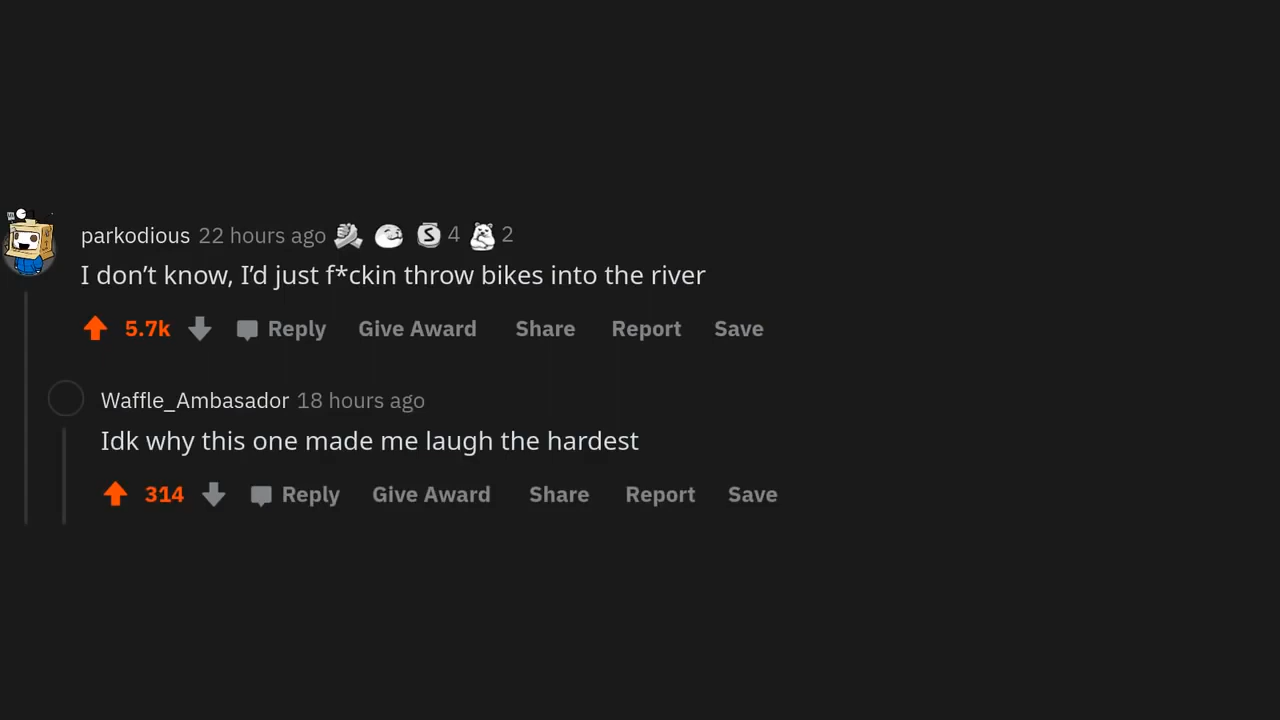 parkodious 22 hours ago 4 2
I don’t know, I’d just f*ckin throw bikes into the river
5.7k Reply Give Award Share Report Save
Waffle_Ambasador 18 hours ago
Idk why this one made me laugh the hardest
314 Reply Give Award Share Report Save